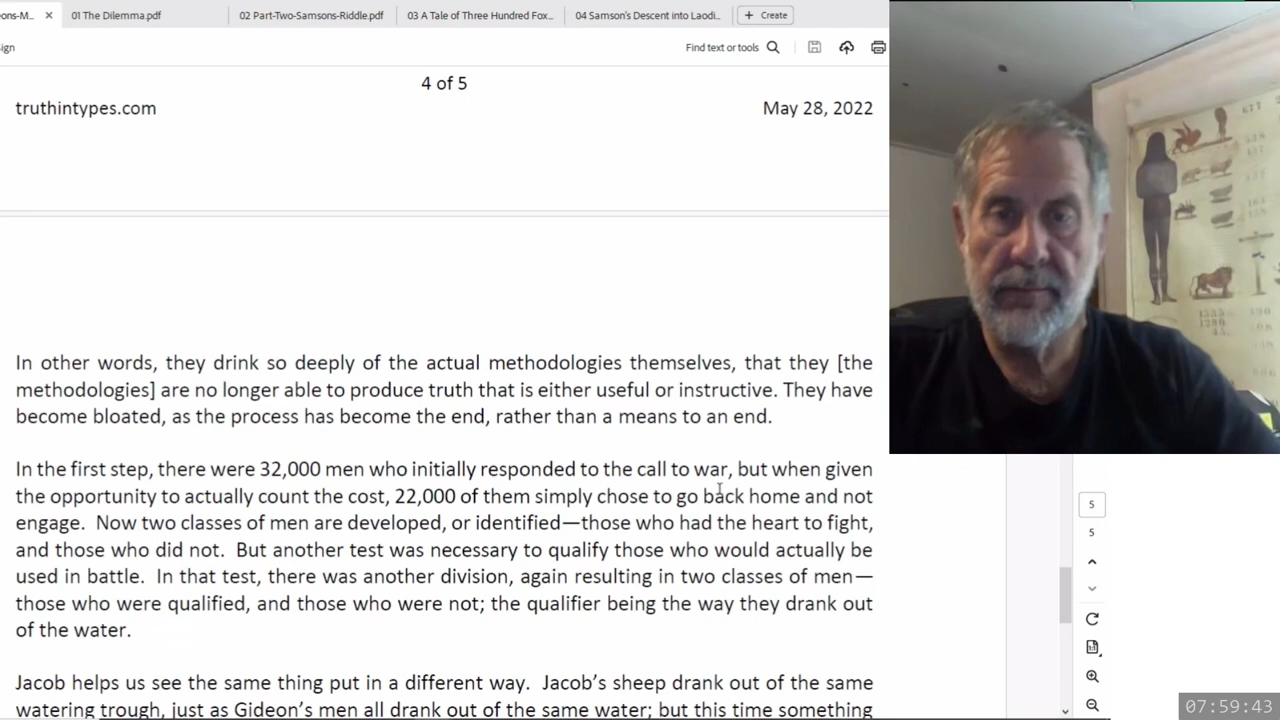 ons-M...
01 The Dilemma.pdf
02 Part-Two-Samsons-Riddle.pdf
03 A Tale of Three Hundred Fox...
04 Samson's Descent into Laodi...
Create
ign
Find text or tools
4 of 5
truthintypes.com
May 28, 2022
In other words, they drink so deeply of the actual methodologies themselves, that they [the
methodologies] are no longer able to produce truth that is either useful or instructive. They have
become bloated, as the process has become the end, rather than a means to an end.
In the first step, there were 32,000 men who initially responded to the call to war, but when given
the opportunity to actually count the cost, 22,000 of them simply chose to go back home and not
engage. Now two classes of men are developed, or identified—those who had the heart to fight,
and those who did not. But another test was necessary to qualify those who would actually be
used in battle. In that test, there was another division, again resulting in two classes of men—
those who were qualified, and those who were not; the qualifier being the way they drank out
of the water.
Jacob helps us see the same thing put in a different way. Jacob's sheep drank out of the same
watering trough, just as Gideon's men all drank out of the same water; but this time something
5
5
07:59:43